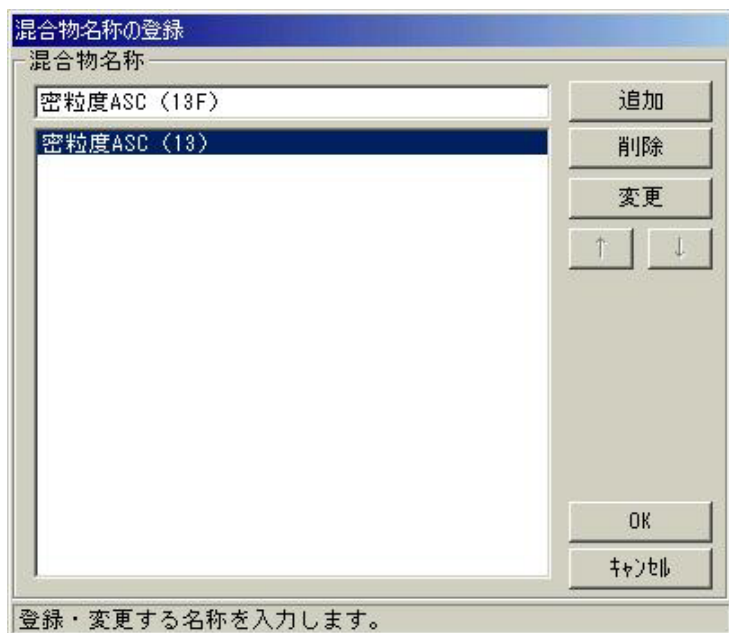 混合物名称の登録
混合物名称
密粒度ASC（13F）
追加
密粒度ASC（13）
削除
変更
↑ ↓
OK
ｷｬﾝｾﾙ
登録・変更する名称を入力します。